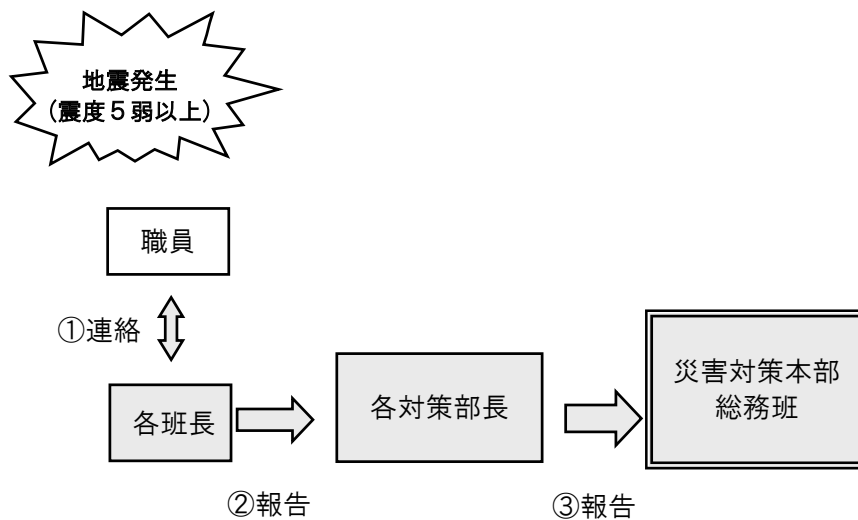 地震発生
（震度５弱以上）
職員
①連絡
各班長
②報告
各対策部長
③報告
災害対策本部
総務班